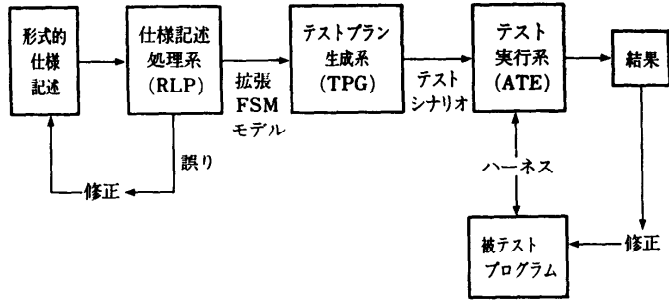 形式的
仕様
記述
仕様記述
処理系
(RLP)
拡張
FSM
モデル
テストプラン
生成系
(TPG)
テスト
シナリオ
テスト
実行系
(ATE)
結果
誤り
修正
ハーネス
被テスト
プログラム
修正